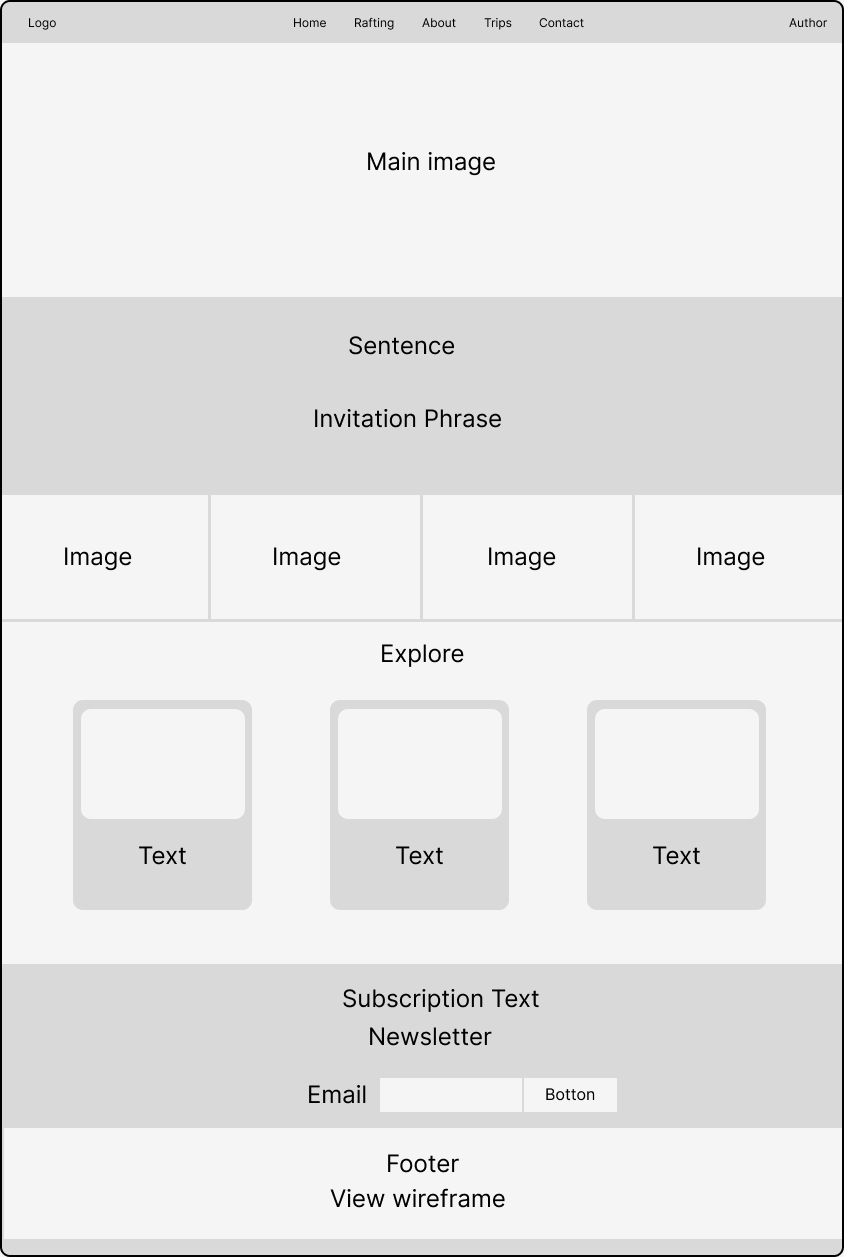 Logo Home Rafting About Trips Contact Author
Main image
Sentence
Invitation Phrase
Image Image Image Image
Explore
Text Text Text
Subscription Text
Newsletter
Email Botton
Footer
View wireframe